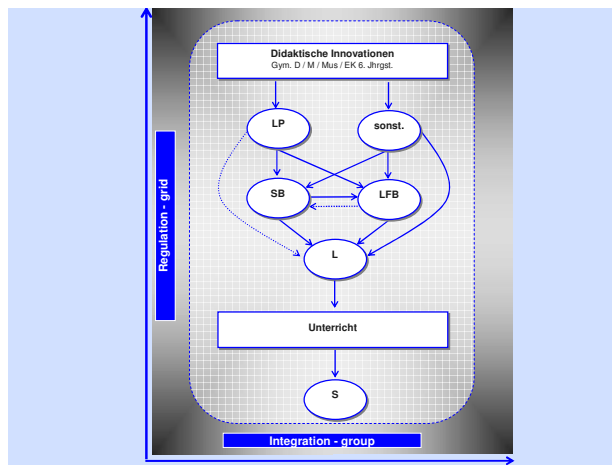 Didaktische Innovationen
Gym. D / M / Mus / EK 6. Jhrgst.
LP
sonst.
SB
LFB
L
Unterricht
S
Regulation - grid
Integration - group